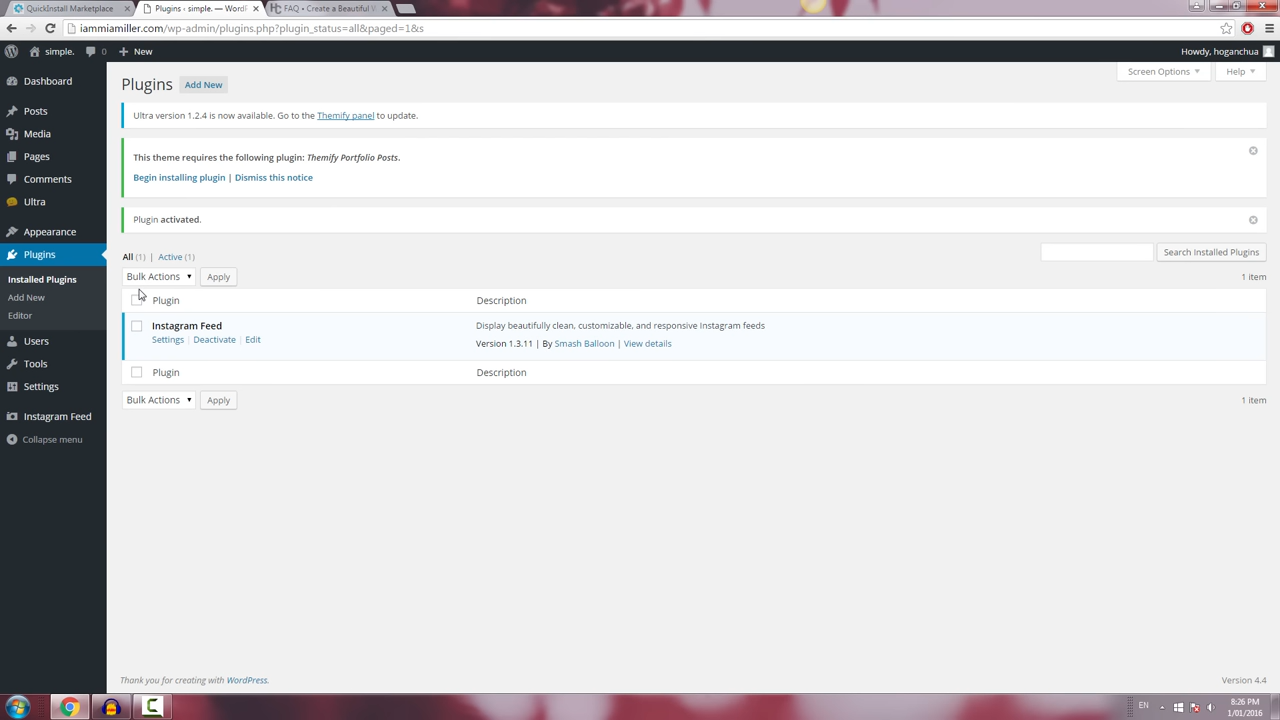 QuickInstall Marketplace
Plugins ‹ simple. — WordP
FAQ ‹ Create a Beautiful W
iammiamiller.com/wp-admin/plugins.php?plugin_status=all&paged=1&s
simple.
0
New
Howdy, hoganchua
Dashboard
Posts
Media
Pages
Comments
Ultra
Appearance
Plugins
Installed Plugins
Add New
Editor
Users
Tools
Settings
Instagram Feed
Collapse menu
Screen Options
Help
Plugins
Add New
Ultra version 1.2.4 is now available. Go to the Themify panel to update.
This theme requires the following plugin: Themify Portfolio Posts.
Begin installing plugin | Dismiss this notice
Plugin activated.
All (1) | Active (1)
Search Installed Plugins
Bulk Actions
Apply
1 item
Plugin
Description
Instagram Feed
Display beautifully clean, customizable, and responsive Instagram feeds
Settings | Deactivate | Edit
Version 1.3.11 | By Smash Balloon | View details
Plugin
Description
Bulk Actions
Apply
1 item
Thank you for creating with WordPress.
Version 4.4
EN
8:26 PM
1/01/2016